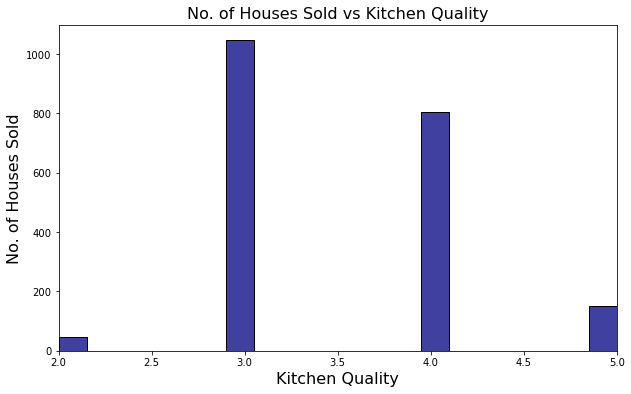 No. of Houses Sold vs Kitchen Quality
No. of Houses Sold
1000
800
600
400
200
0
2.0 2.5 3.0 3.5 4.0 4.5 5.0
Kitchen Quality